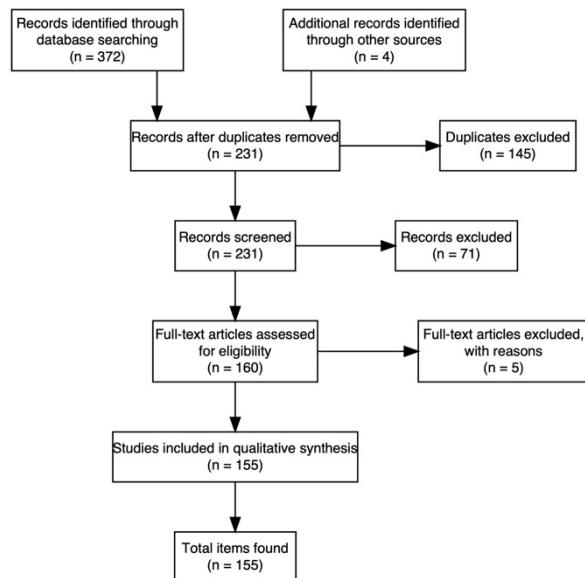 Records identified through
database searching
(n = 372)
Additional records identified
through other sources
(n = 4)
Records after duplicates removed
(n = 231)
Duplicates excluded
(n = 145)
Records screened
(n = 231)
Records excluded
(n = 71)
Full-text articles assessed
for eligibility
(n = 160)
Full-text articles excluded,
with reasons
(n = 5)
Studies included in qualitative synthesis
(n = 155)
Total items found
(n = 155)